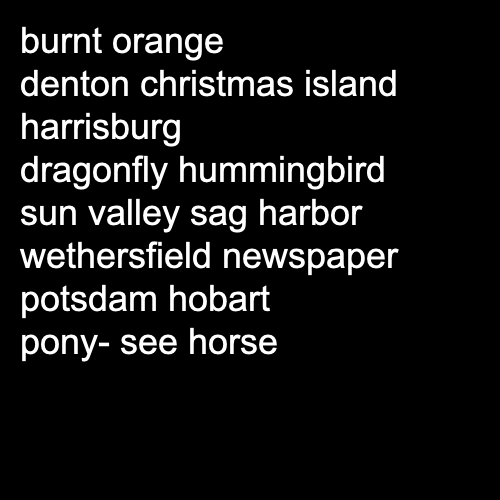 burnt orange
denton christmas island
harrisburg
dragonfly hummingbird
sun valley sag harbor
wethersfield newspaper
potsdam hobart
pony- see horse